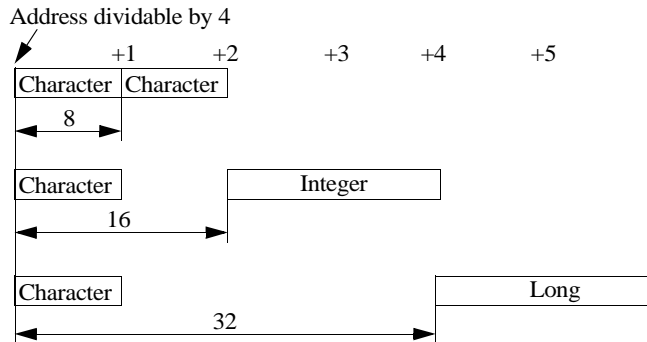 Address dividable by 4
+1 +2 +3 +4 +5
Character Character
8
Character Integer
16
Character Long
32